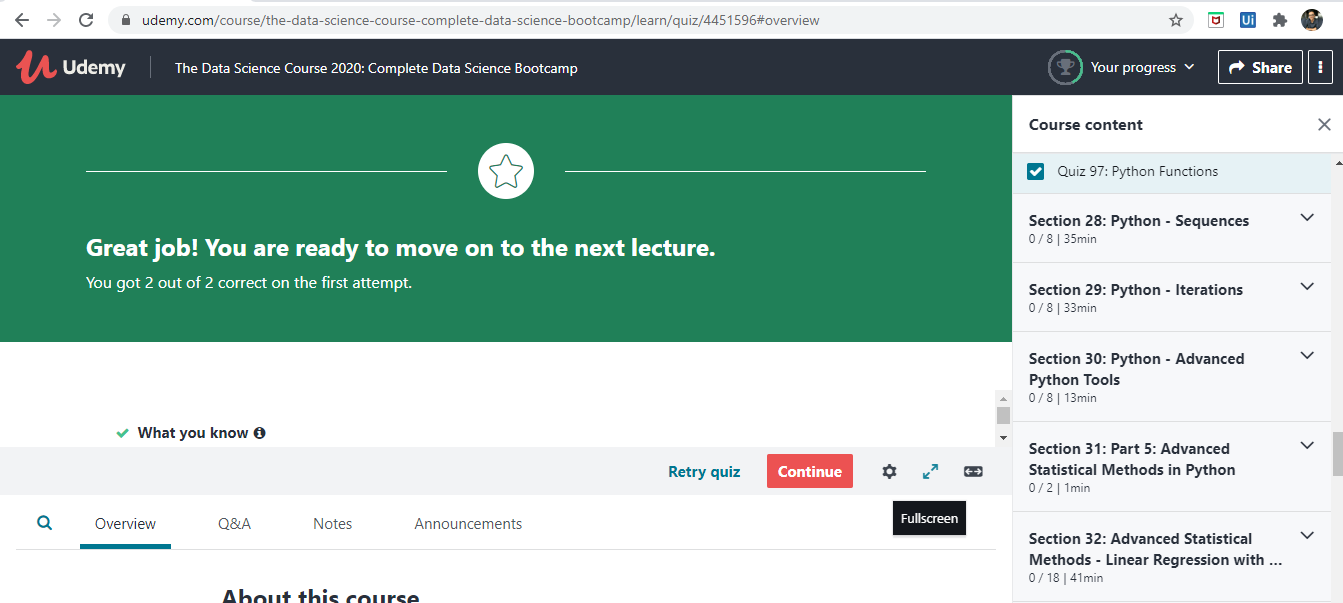 udemy.com/course/the-data-science-course-complete-data-science-bootcamp/learn/quiz/4451596#overview
Ui
Udemy
The Data Science Course 2020: Complete Data Science Bootcamp
Your progress
Share
Great job! You are ready to move on to the next lecture.
You got 2 out of 2 correct on the first attempt.
What you know
Retry quiz
Continue
Fullscreen
Overview
Q&A
Notes
Announcements
About this course
Course content
Quiz 97: Python Functions
Section 28: Python - Sequences
0 / 8 | 35min
Section 29: Python - Iterations
0 / 8 | 33min
Section 30: Python - Advanced
Python Tools
0 / 8 | 13min
Section 31: Part 5: Advanced
Statistical Methods in Python
0 / 2 | 1min
Section 32: Advanced Statistical
Methods - Linear Regression with ...
0 / 18 | 41min